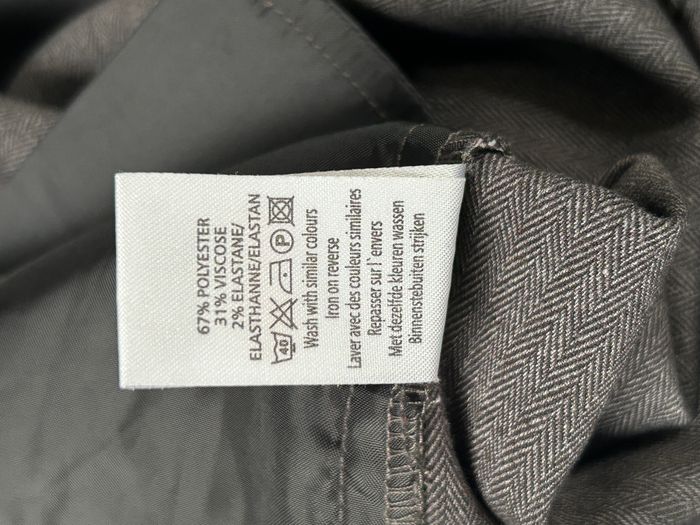 67% POLYESTER
31% VISCOSE
2% ELASTANE/
ELASTHANNE/ELASTAN
40 P
Wash with similar colours
Iron on reverse
Laver avec des couleurs similaires
Repasser sur l' envers
Met dezelfde kleuren wassen
Binnenstebuiten strijken